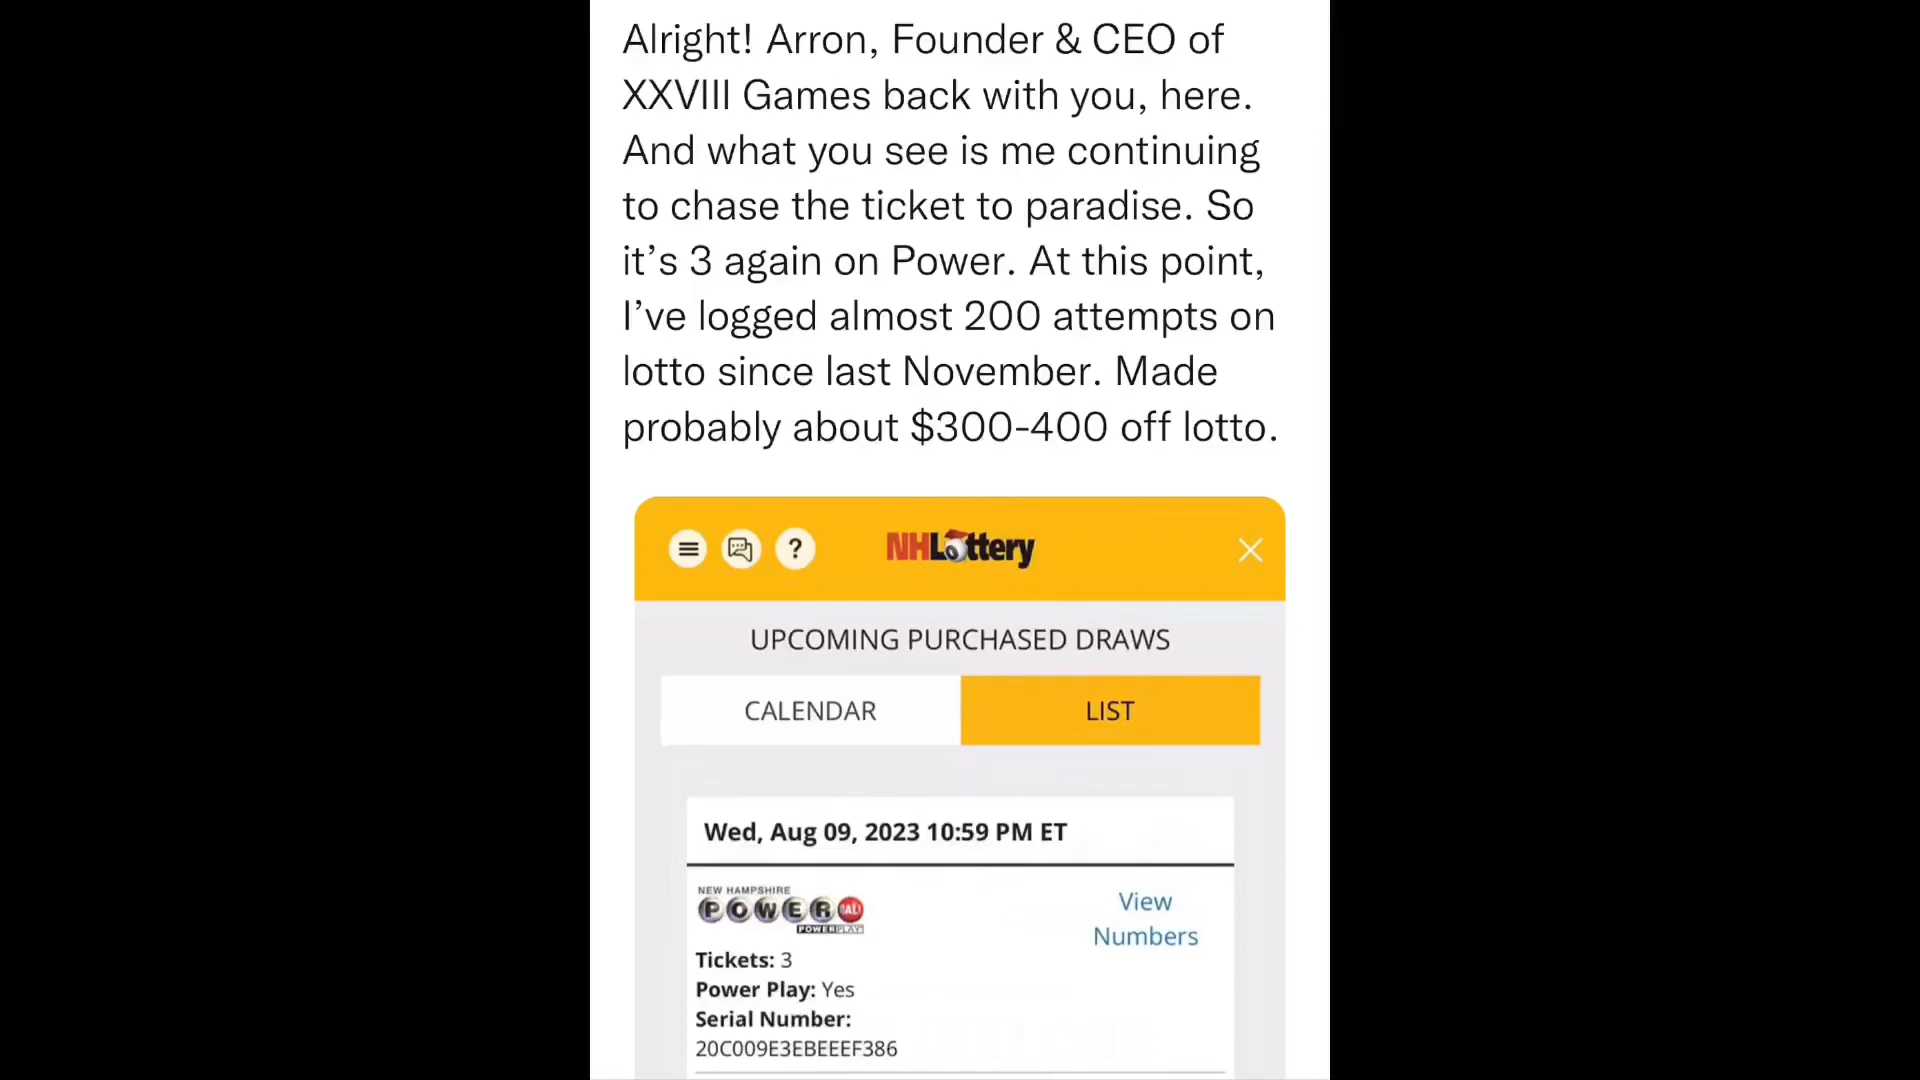 Alright! Arron, Founder & CEO of
XXVIII Games back with you, here.
And what you see is me continuing
to chase the ticket to paradise. So
it’s 3 again on Power. At this point,
I’ve logged almost 200 attempts on
lotto since last November. Made
probably about $300-400 off lotto.
?
NHLottery
UPCOMING PURCHASED DRAWS
CALENDAR LIST
Wed, Aug 09, 2023 10:59 PM ET
NEW HAMPSHIRE
POWERBALL
POWERPLAY
View
Numbers
Tickets: 3
Power Play: Yes
Serial Number:
20C009E3EBEEEF386